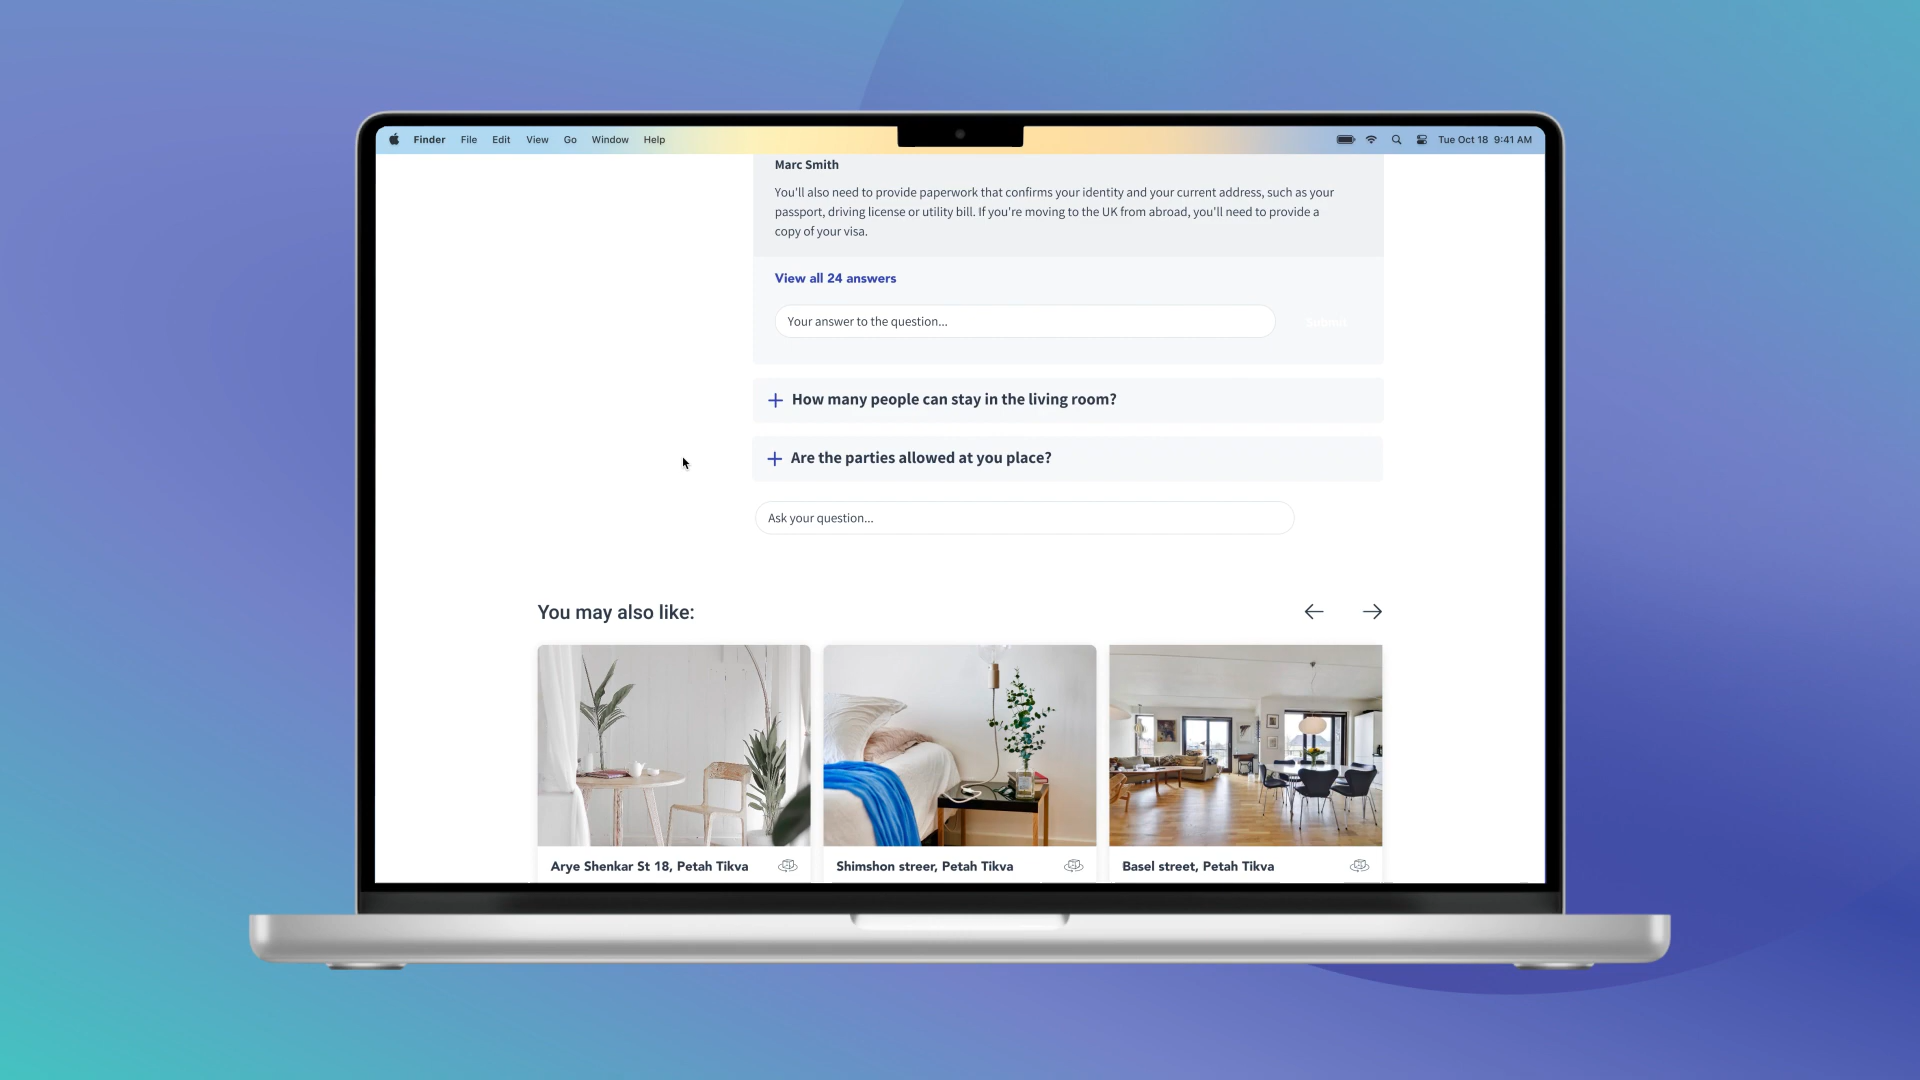 Finder File Edit View Go Window Help Tue Oct 18 9:41 AM
Marc Smith
You'll also need to provide paperwork that confirms your identity and your current address, such as your
passport, driving license or utility bill. If you're moving to the UK from abroad, you'll need to provide a
copy of your visa.
View all 24 answers
Your answer to the question...
How many people can stay in the living room?
Are the parties allowed at you place?
Ask your question...
You may also like:
Arye Shenkar St 18, Petah Tikva
Shimshon streer, Petah Tikva
Basel street, Petah Tikva